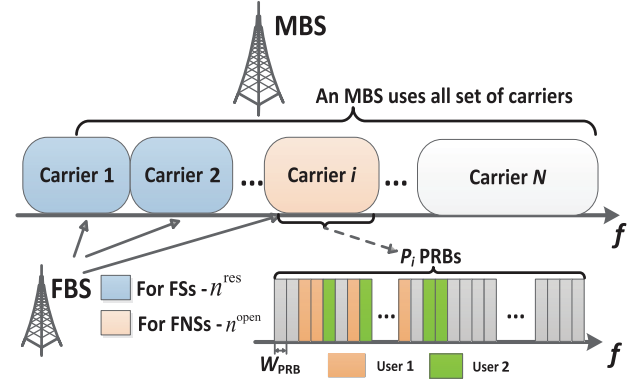 MBS
An MBS uses all set of carriers
Carrier 1 Carrier 2 ... Carrier i ... Carrier N
f
FBS
For FSs - n^res
For FNSs - n^open
P_i PRBs
... ...
W_PRB
f
User 1 User 2